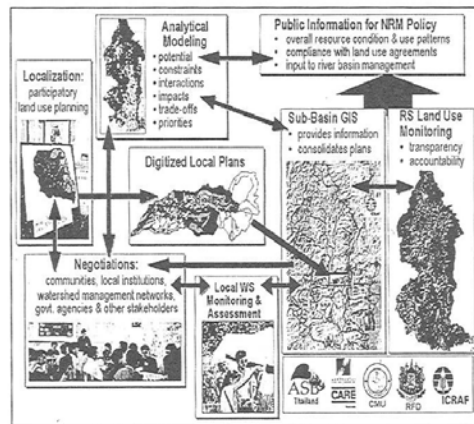 Analytical
Modeling
• potential
• constraints
• interactions
• impacts
• trade-offs
• priorities
Public Information for NRM Policy
• overall resource condition & use patterns
• compliance with land use agreements
• input to river basin management
Localization:
participatory
land use planning
Sub-Basin GIS
• provides information
• consolidates plans
RS Land Use
Monitoring
• transparency
• accountability
Digitized Local Plans
Negotiations:
communities, local institutions,
watershed management networks,
govt. agencies & other stakeholders
Local WS
Monitoring &
Assessment
ASB
Thailand
CARE
CMU
RFD
ICRAF